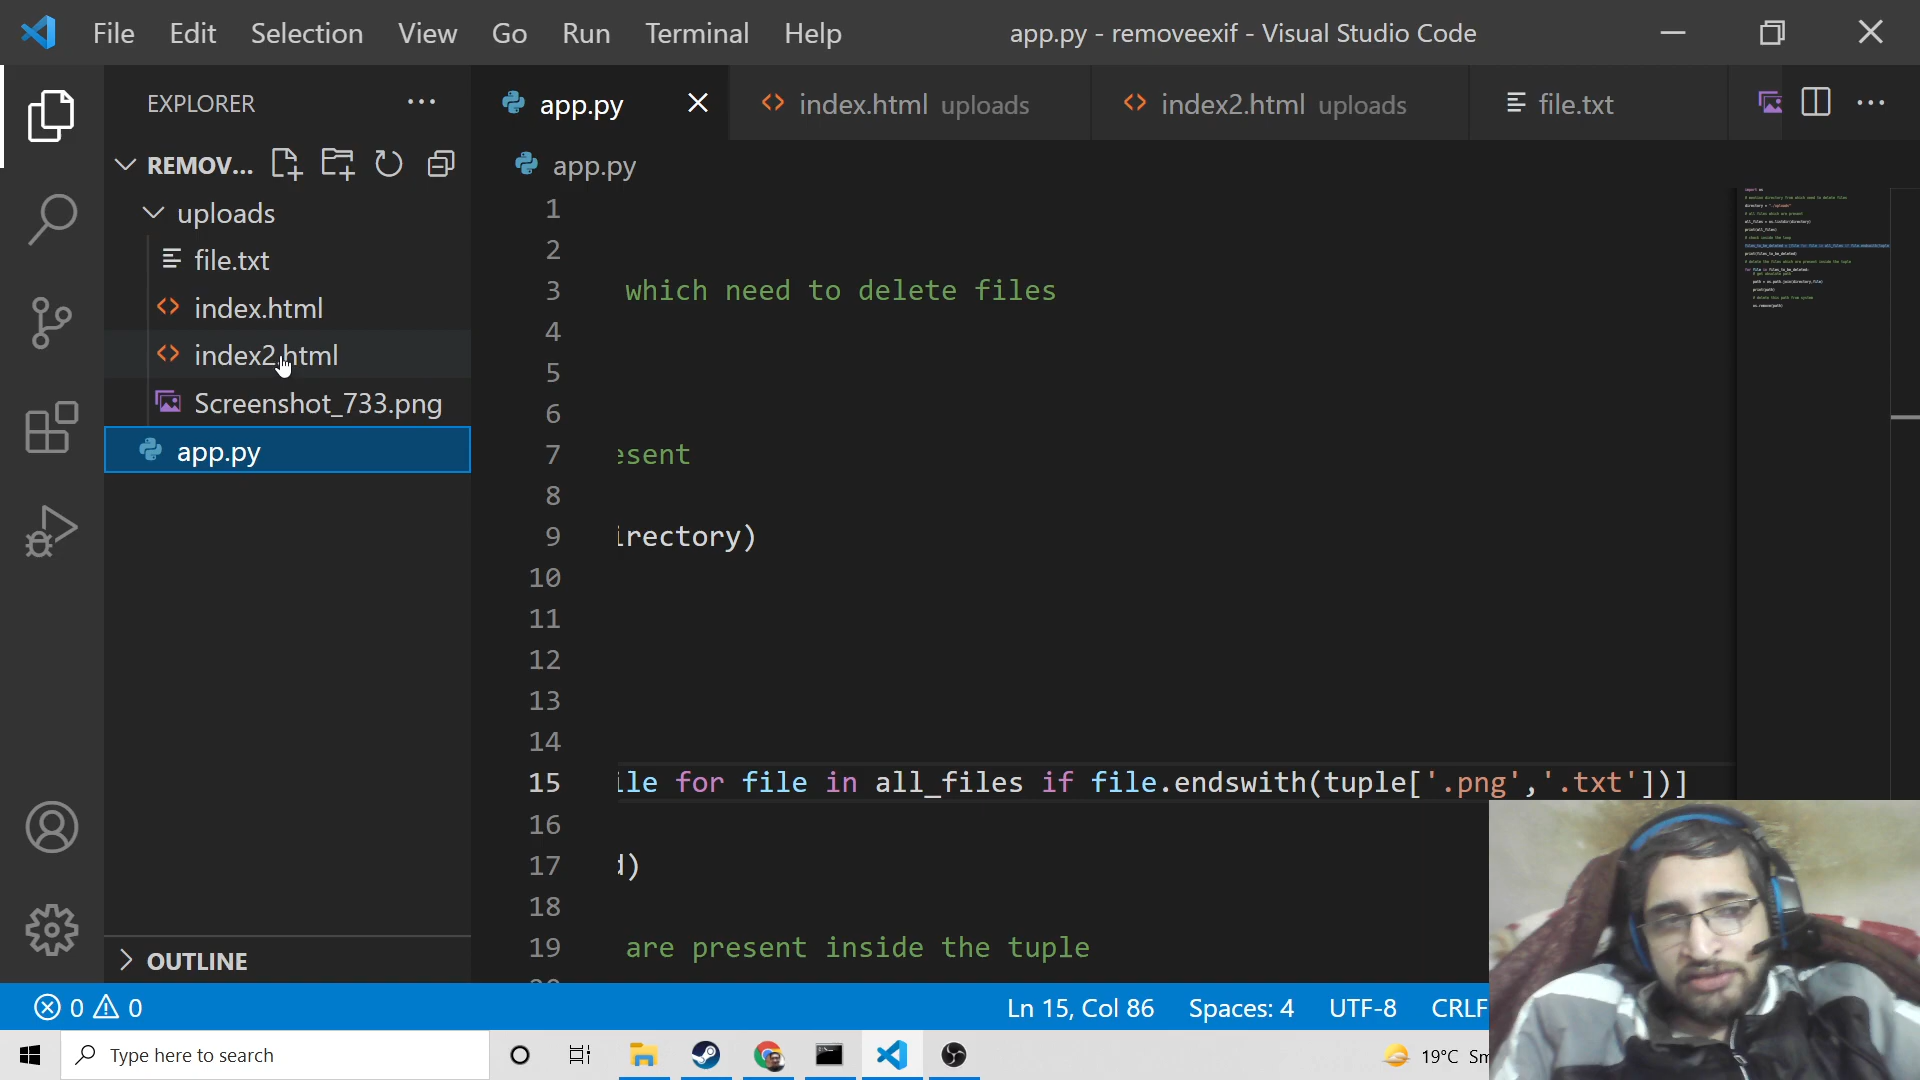 File Edit Selection View Go Run Terminal Help
app.py - removeexif - Visual Studio Code
EXPLORER
app.py
index.html uploads
index2.html uploads
file.txt
REMOV...
app.py
uploads
file.txt
index.html
index2.html
Screenshot_733.png
app.py
1
2
3 which need to delete files
4
5
6
7 esent
8
9 irectory)
10
11
12
13
14
15 ile for file in all_files if file.endswith(tuple['.png','.txt'])]
16
17 d)
18
19 are present inside the tuple
20
OUTLINE
0 0
Ln 15, Col 86 Spaces: 4 UTF-8 CRLF
Type here to search
19°C